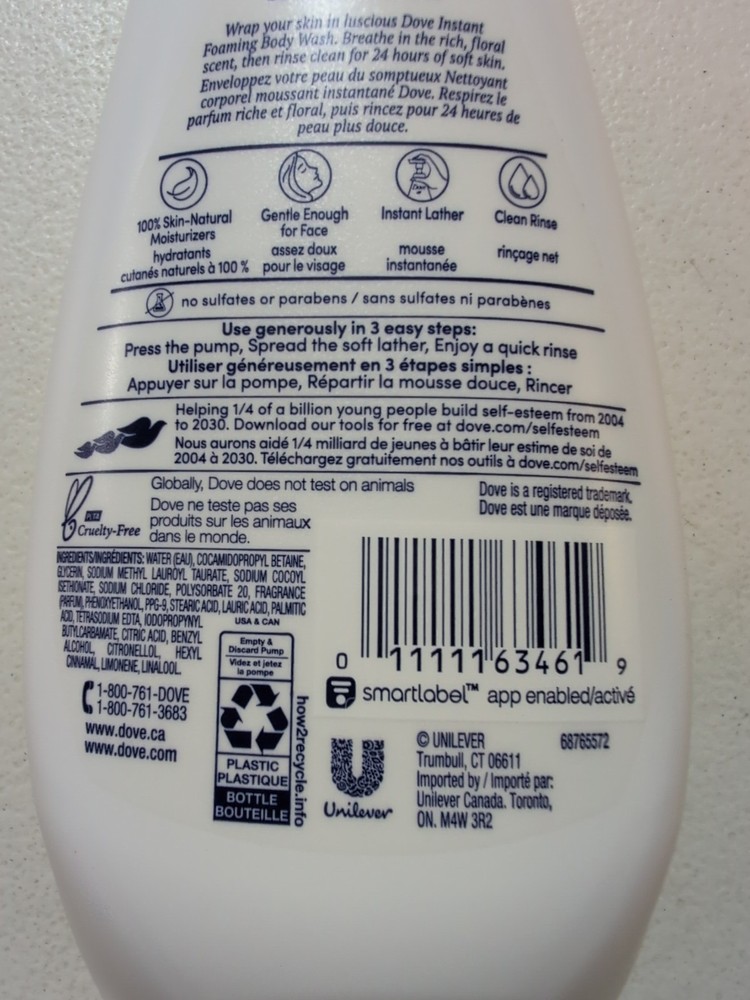 Wrap your skin in luscious Dove Instant
Foaming Body Wash. Breathe in the rich, floral
scent, then rinse clean for 24 hours of soft skin.
Enveloppez votre peau du somptueux Nettoyant
corporel moussant instantané Dove. Respirez le
parfum riche et floral, puis rincez pour 24 heures de
peau plus douce.
100% Skin-Natural
Moisturizers
hydratants
cutanés naturels à 100 %
Gentle Enough
for Face
assez doux
pour le visage
Instant Lather
mousse
instantanée
Clean Rinse
rinçage net
no sulfates or parabens / sans sulfates ni parabènes
Use generously in 3 easy steps:
Press the pump, Spread the soft lather, Enjoy a quick rinse
Utiliser généreusement en 3 étapes simples :
Appuyer sur la pompe, Répartir la mousse douce, Rincer
Helping 1/4 of a billion young people build self-esteem from 2004
to 2030. Download our tools for free at dove.com/selfesteem
Nous aurons aidé 1/4 milliard de jeunes à bâtir leur estime de soi de
2004 à 2030. Téléchargez gratuitement nos outils à dove.com/selfesteem
PETA
Cruelty-Free
Globally, Dove does not test on animals
Dove ne teste pas ses
produits sur les animaux
dans le monde.
Dove is a registered trademark.
Dove est une marque déposée.
INGREDIENTS/INGRÉDIENTS: WATER (EAU), COCAMIDOPROPYL BETAINE,
GLYCERIN, SODIUM METHYL LAUROYL TAURATE, SODIUM COCOYL
ISETHIONATE, SODIUM CHLORIDE, POLYSORBATE 20, FRAGRANCE
(PARFUM), PHENOXYETHANOL, PPG-9, STEARIC ACID, LAURIC ACID, PALMITIC
ACID, TETRASODIUM EDTA, IODOPROPYNYL
BUTYLCARBAMATE, CITRIC ACID, BENZYL
ALCOHOL, CITRONELLOL, HEXYL
CINNAMAL, LIMONENE, LINALOOL.
1-800-761-DOVE
1-800-761-3683
www.dove.ca
www.dove.com
USA & CAN
Empty &
Discard Pump
Videz et jetez
la pompe
PLASTIC
PLASTIQUE
BOTTLE
BOUTEILLE
how2recycle.info
0 11111 63461 9
smartlabel™ app enabled/activé
Unilever
© UNILEVER
Trumbull, CT 06611
Imported by / Importé par:
Unilever Canada. Toronto,
ON. M4W 3R2
68765572